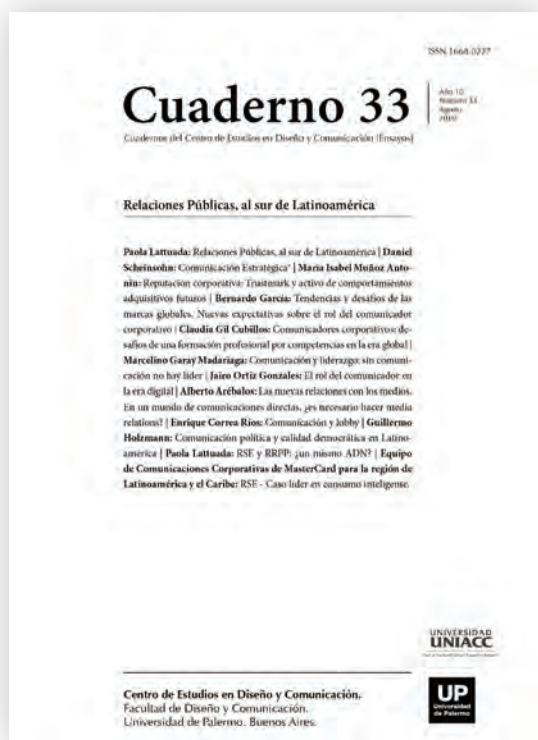 ISSN 1668-0227
Cuaderno 33
Año 10
Número 33
Agosto
2010
Cuadernos del Centro de Estudios en Diseño y Comunicación [Ensayos]
Relaciones Públicas, al sur de Latinoamérica
Paola Lattuada: Relaciones Públicas, al sur de Latinoamérica | Daniel
Scheinsohn: Comunicación Estratégica® | María Isabel Muñoz Anto-
nin: Reputación corporativa: Trustmark y activo de comportamientos
adquisitivos futuros | Bernardo García: Tendencias y desafíos de las
marcas globales. Nuevas expectativas sobre el rol del comunicador
corporativo | Claudia Gil Cubillos: Comunicadores corporativos: de-
safíos de una formación profesional por competencias en la era global |
Marcelino Garay Madariaga: Comunicación y liderazgo: sin comuni-
cación no hay líder | Jairo Ortiz Gonzales: El rol del comunicador en
la era digital | Alberto Arébalos: Las nuevas relaciones con los medios.
En un mundo de comunicaciones directas, ¿es necesario hacer media
relations? | Enrique Correa Ríos: Comunicación y lobby | Guillermo
Holzmann: Comunicación política y calidad democrática en Latino-
américa | Paola Lattuada: RSE y RRPP: ¿un mismo ADN? | Equipo
de Comunicaciones Corporativas de MasterCard para la región de
Latinoamérica y el Caribe: RSE - Caso líder en consumo inteligente.
UNIVERSIDAD
UNIACC
Centro de Estudios en Diseño y Comunicación.
Facultad de Diseño y Comunicación.
Universidad de Palermo. Buenos Aires.
UP
Universidad
de Palermo